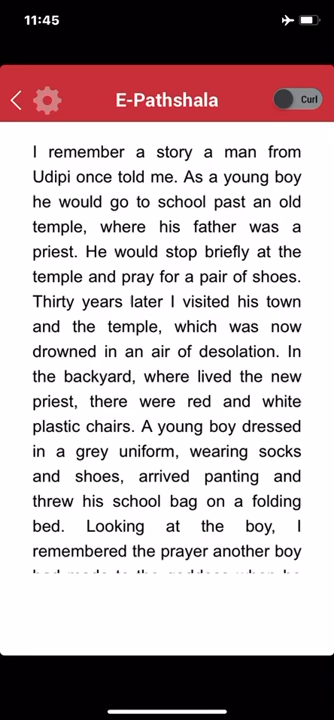 11:45
E-Pathshala
Curl
I remember a story a man from
Udipi once told me. As a young boy
he would go to school past an old
temple, where his father was a
priest. He would stop briefly at the
temple and pray for a pair of shoes.
Thirty years later I visited his town
and the temple, which was now
drowned in an air of desolation. In
the backyard, where lived the new
priest, there were red and white
plastic chairs. A young boy dressed
in a grey uniform, wearing socks
and shoes, arrived panting and
threw his school bag on a folding
bed. Looking at the boy, I
remembered the prayer another boy